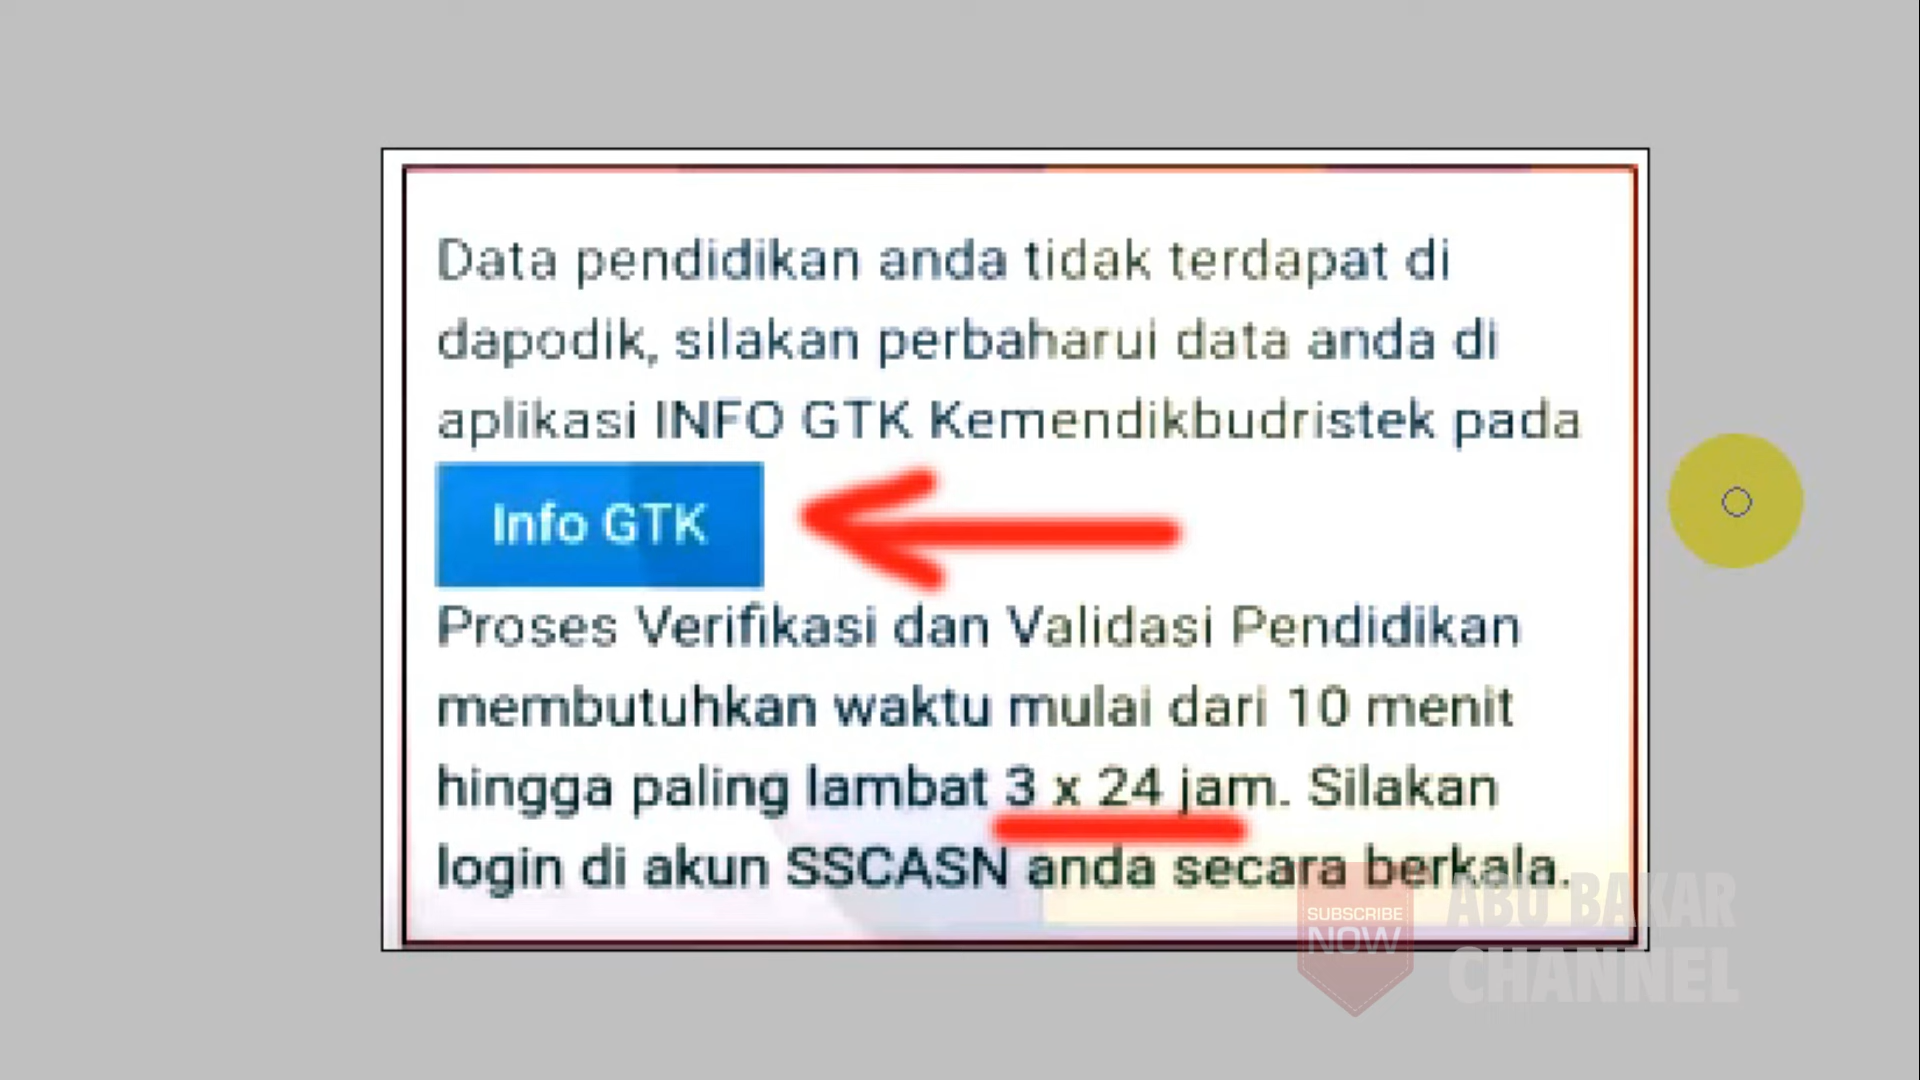 Data pendidikan anda tidak terdapat di
dapodik, silakan perbaharui data anda di
aplikasi INFO GTK Kemendikbudristek pada
Info GTK
Proses Verifikasi dan Validasi Pendidikan
membutuhkan waktu mulai dari 10 menit
hingga paling lambat 3 x 24 jam. Silakan
login di akun SSCASN anda secara berkala.
SUBSCRIBE
NOW
ABU BAKAR
CHANNEL